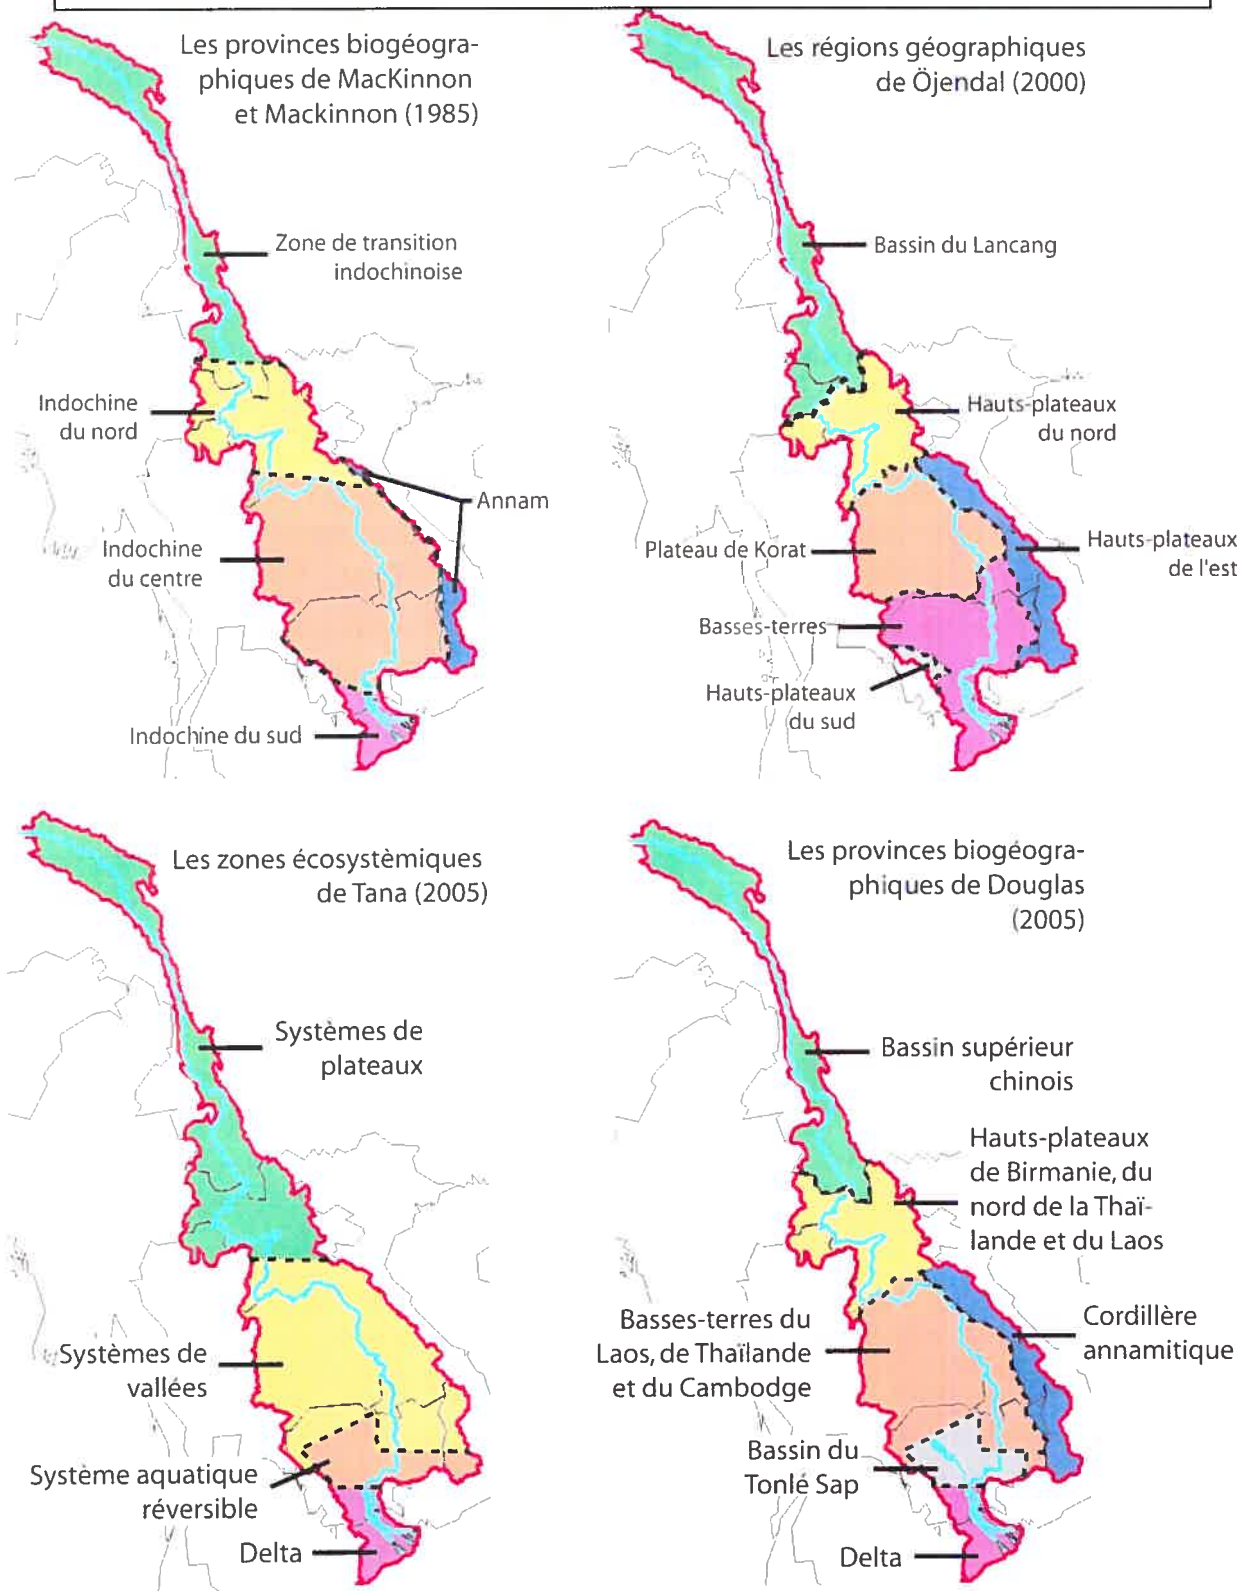 Les provinces biogéogra-
phiques de MacKinnon
et Mackinnon (1985)
Zone de transition
indochinoise
Indochine
du nord
Annam
Indochine
du centre
Indochine du sud
Les régions géographiques
de Öjendal (2000)
Bassin du Lancang
Hauts-plateaux
du nord
Plateau de Korat
Hauts-plateaux
de l'est
Basses-terres
Hauts-plateaux
du sud
Les zones écosystèmiques
de Tana (2005)
Systèmes de
plateaux
Systèmes de
vallées
Système aquatique
réversible
Delta
Les provinces biogéogra-
phiques de Douglas
(2005)
Bassin supérieur
chinois
Hauts-plateaux
de Birmanie, du
nord de la Thaï-
lande et du Laos
Basses-terres du
Laos, de Thaïlande
et du Cambodge
Cordillère
annamitique
Bassin du
Tonlé Sap
Delta